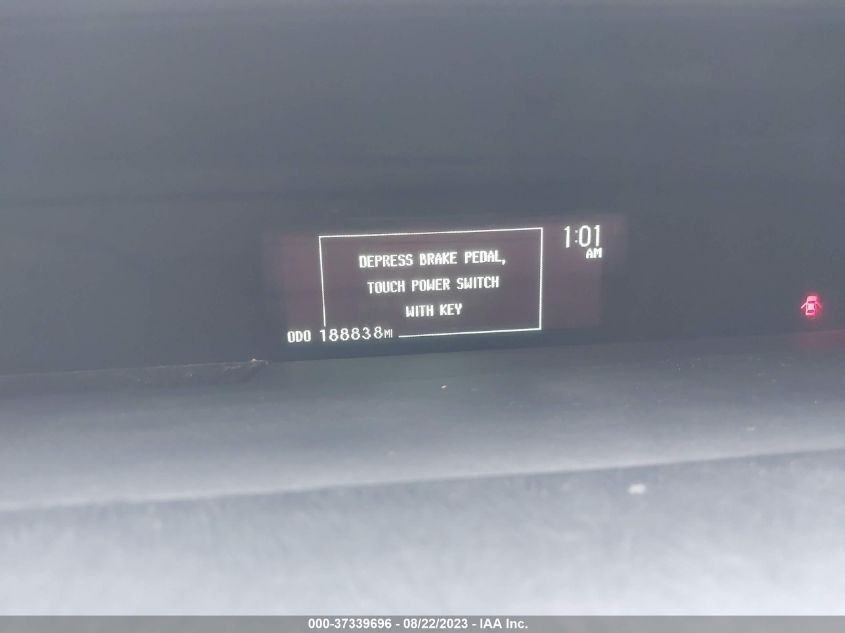 DEPRESS BRAKE PEDAL,
TOUCH POWER SWITCH
WITH KEY
1:01
AM
ODO 188838MI
000-37339696 - 08/22/2023 - IAA Inc.